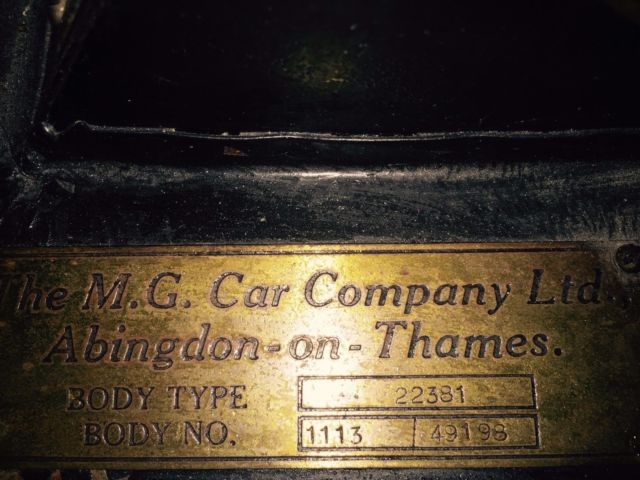 The M.G. Car Company Ltd.
Abingdon-on-Thames.
BODY TYPE 22381
BODY NO. 1113 49198